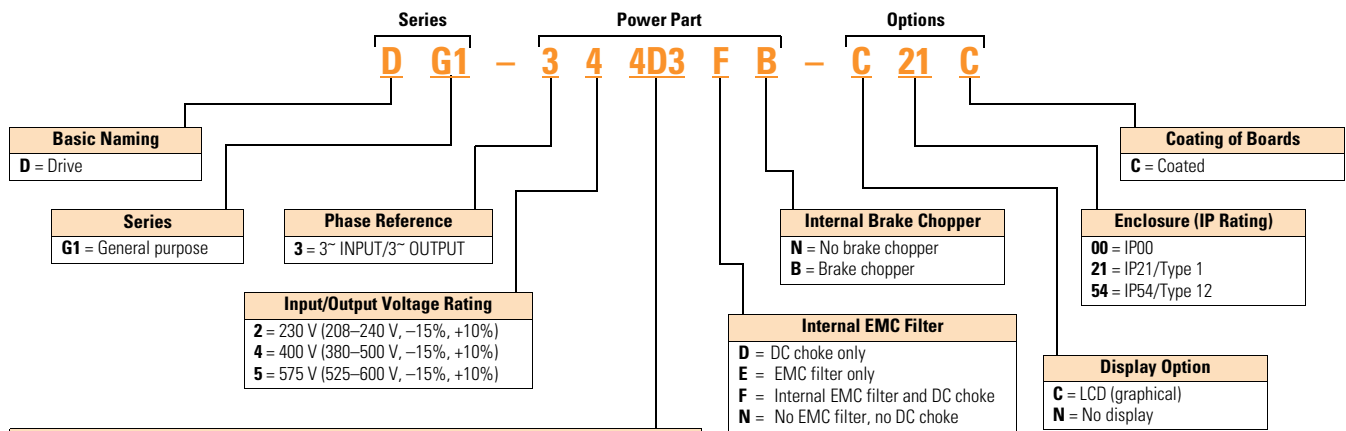 Series
Power Part
Options
D G1 – 3 4 4D3 F B – C 21 C
Basic Naming
D = Drive
Coating of Boards
C = Coated
Series
G1 = General purpose
Phase Reference
3 = 3~ INPUT/3~ OUTPUT
Internal Brake Chopper
N = No brake chopper
B = Brake chopper
Enclosure (IP Rating)
00 = IP00
21 = IP21/Type 1
54 = IP54/Type 12
Input/Output Voltage Rating
2 = 230 V (208–240 V, –15%, +10%)
4 = 400 V (380–500 V, –15%, +10%)
5 = 575 V (525–600 V, –15%, +10%)
Internal EMC Filter
D = DC choke only
E = EMC filter only
F = Internal EMC filter and DC choke
N = No EMC filter, no DC choke
Display Option
C = LCD (graphical)
N = No display